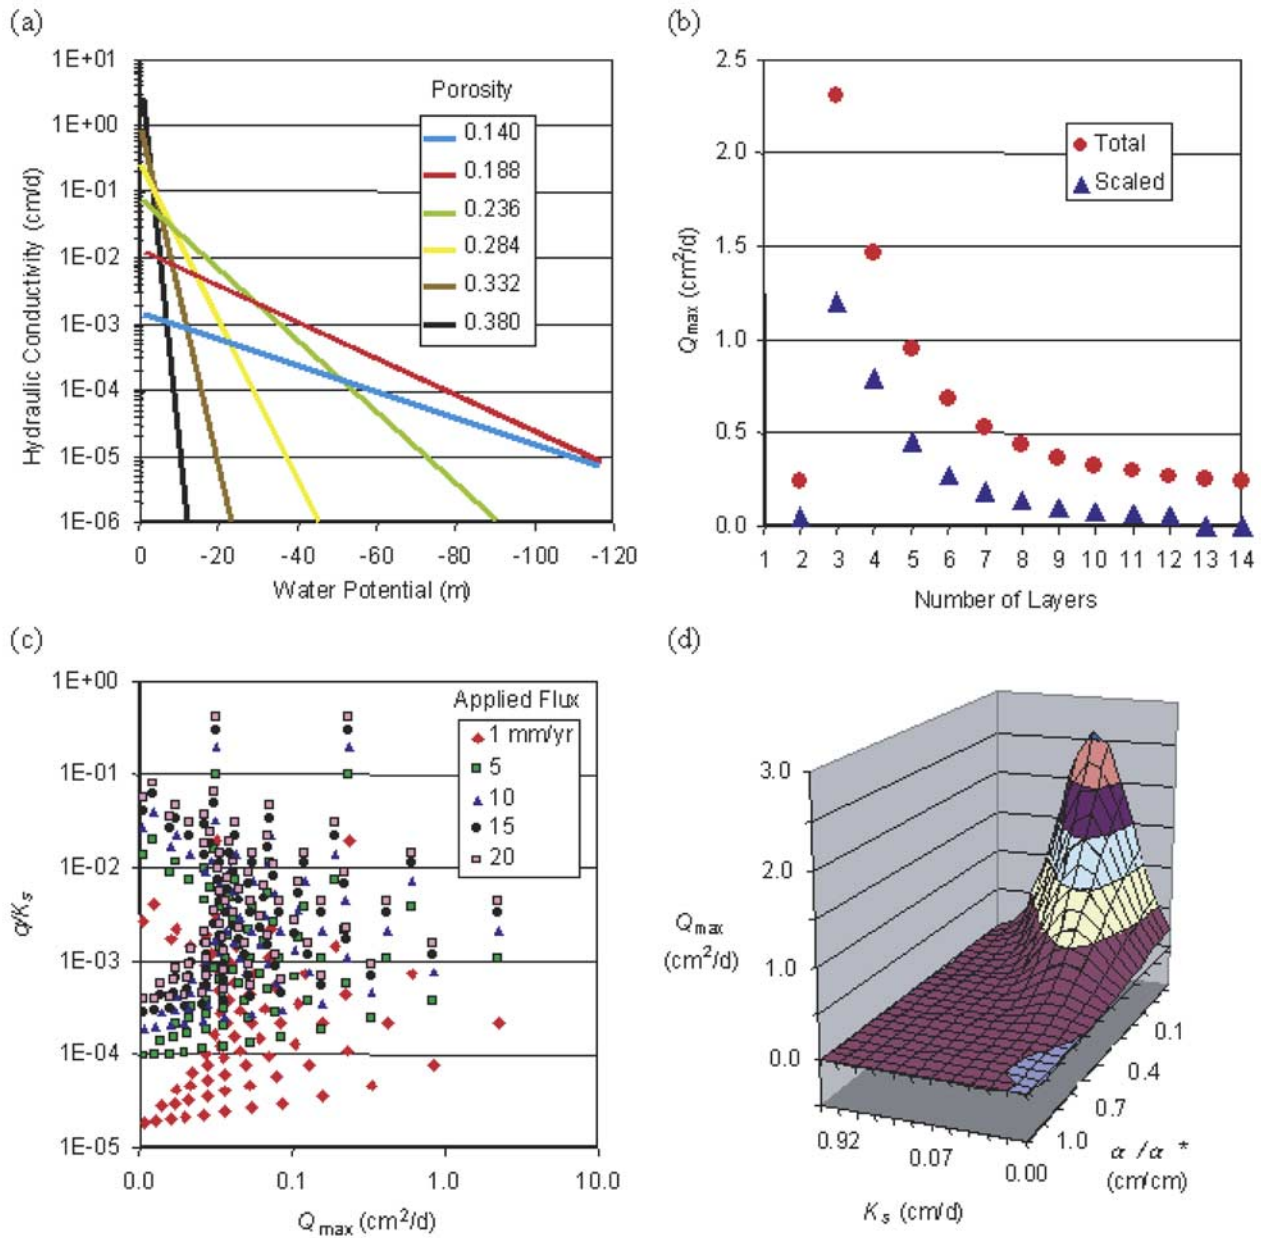 (a)
Hydraulic Conductivity (cm/d)
1E+01
1E+00
1E-01
1E-02
1E-03
1E-04
1E-05
1E-06
Porosity
0.140
0.188
0.236
0.284
0.332
0.380
0 -20 -40 -60 -80 -100 -120
Water Potential (m)
(b)
Qmax (cm²/d)
2.5
2.0
1.5
1.0
0.5
0.0
Total
Scaled
1 2 3 4 5 6 7 8 9 10 11 12 13 14
Number of Layers
(c)
q/Ks
1E+00
1E-01
1E-02
1E-03
1E-04
1E-05
Applied Flux
1 mm/yr
5
10
15
20
0.0 0.1 1.0 10.0
Qmax (cm²/d)
(d)
3.0
2.0
Qmax
(cm²/d)
1.0
0.0
0.92 0.07 0.00
Ks (cm/d)
0.1
0.4
0.7
1.0
α/α*
(cm/cm)